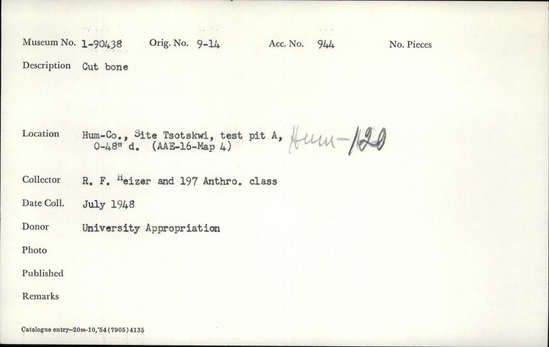 Museum No. 1-90438 Orig. No. 9-14 Acc. No. 944 No. Pieces
Description Cut bone
Location Hum-Co., Site Tsotskwi, test pit A, Hum-120
0-48" d. (AAE-16-Map 4)
Collector R. F. Heizer and 197 Anthro. class
Date Coll. July 1948
Donor University Appropriation
Photo
Published
Remarks
Catalogue entry—20m-10,'54(7905)4135